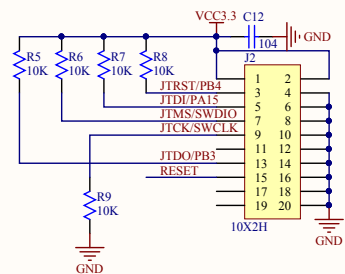 VCC3.3 C12
GND
104
R5 R6 R7 R8 J2
10K 10K 10K 10K
1 2
JTRST/PB4 3 4
JTDI/PA15 5 6
JTMS/SWDIO 7 8
JTCK/SWCLK 9 10
11 12
JTDO/PB3 13 14
RESET 15 16
17 18
R9 19 20
10K
10X2H
GND
GND